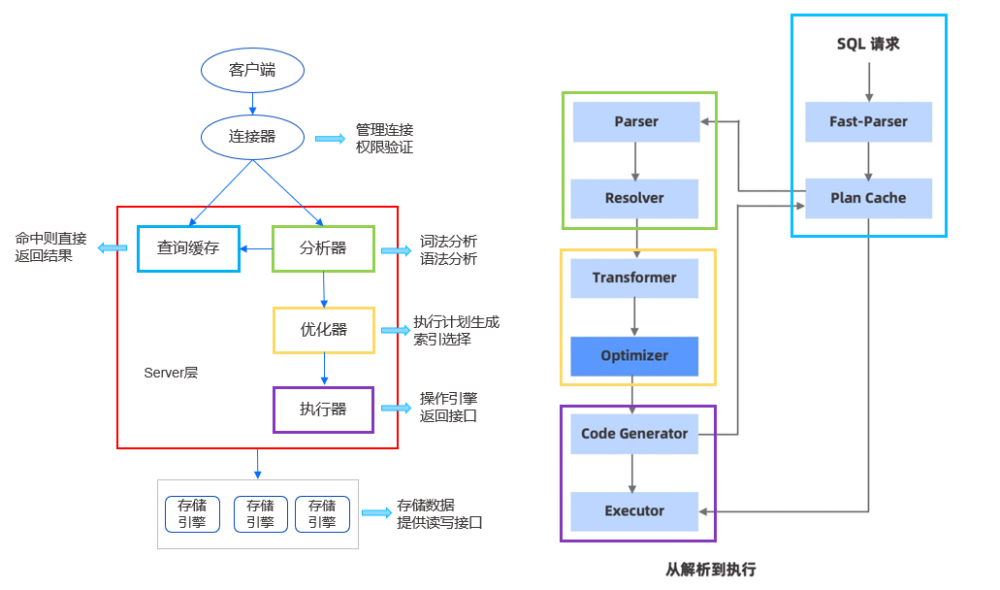 客户端
连接器
管理连接
权限验证
命中则直接
返回结果
查询缓存
分析器
词法分析
语法分析
优化器
执行计划生成
索引选择
Server层
执行器
操作引擎
返回接口
存储
引擎
存储
引擎
存储
引擎
存储数据
提供读写接口
SQL 请求
Parser
Fast-Parser
Resolver
Plan Cache
Transformer
Optimizer
Code Generator
Executor
从解析到执行